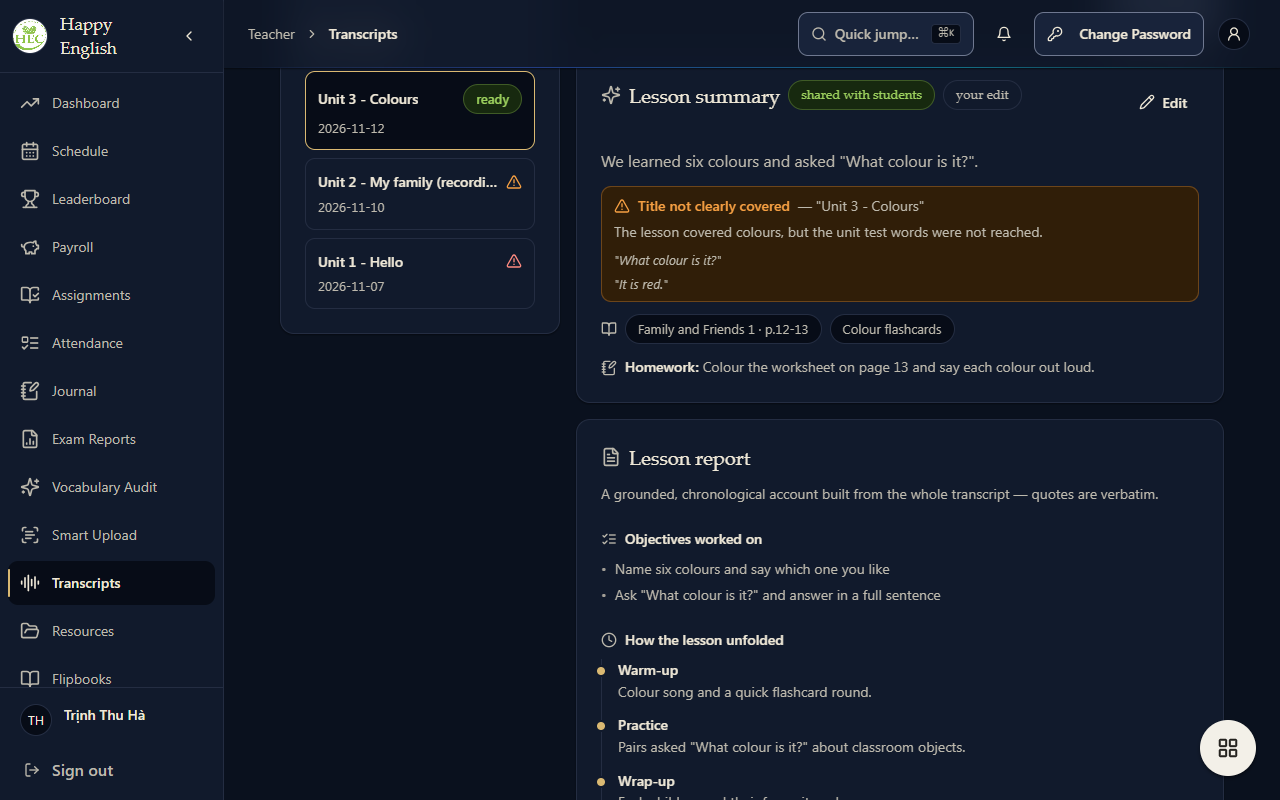 HEC
Happy
English
Dashboard
Schedule
Leaderboard
Payroll
Assignments
Attendance
Journal
Exam Reports
Vocabulary Audit
Smart Upload
Transcripts
Resources
Flipbooks
TH
Trịnh Thu Hà
Sign out
Teacher
Transcripts
Quick jump...
⌘K
Change Password
Unit 3 - Colours
ready
2026-11-12
Unit 2 - My family (recordi...
2026-11-10
Unit 1 - Hello
2026-11-07
Lesson summary
shared with students
your edit
Edit
We learned six colours and asked "What colour is it?".
Title not clearly covered — "Unit 3 - Colours"
The lesson covered colours, but the unit test words were not reached.
"What colour is it?"
"It is red."
Family and Friends 1 · p.12-13
Colour flashcards
Homework: Colour the worksheet on page 13 and say each colour out loud.
Lesson report
A grounded, chronological account built from the whole transcript — quotes are verbatim.
Objectives worked on
• Name six colours and say which one you like
• Ask "What colour is it?" and answer in a full sentence
How the lesson unfolded
Warm-up
Colour song and a quick flashcard round.
Practice
Pairs asked "What colour is it?" about classroom objects.
Wrap-up